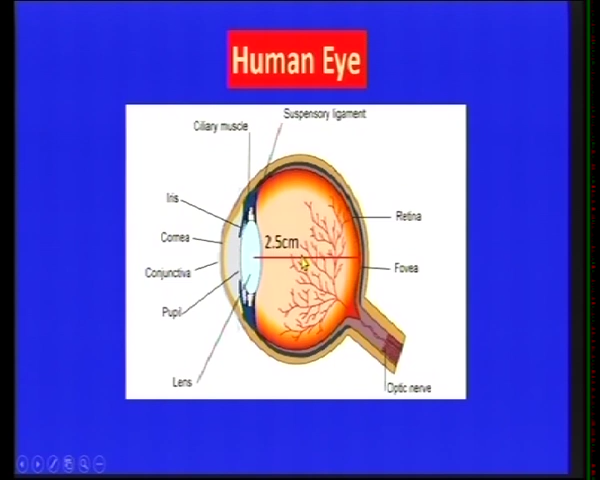 Human Eye
Suspensory ligament
Ciliary muscle
Iris
Retina
Cornea
2.5cm
Conjunctiva
Fovea
Pupil
Lens
Optic nerve